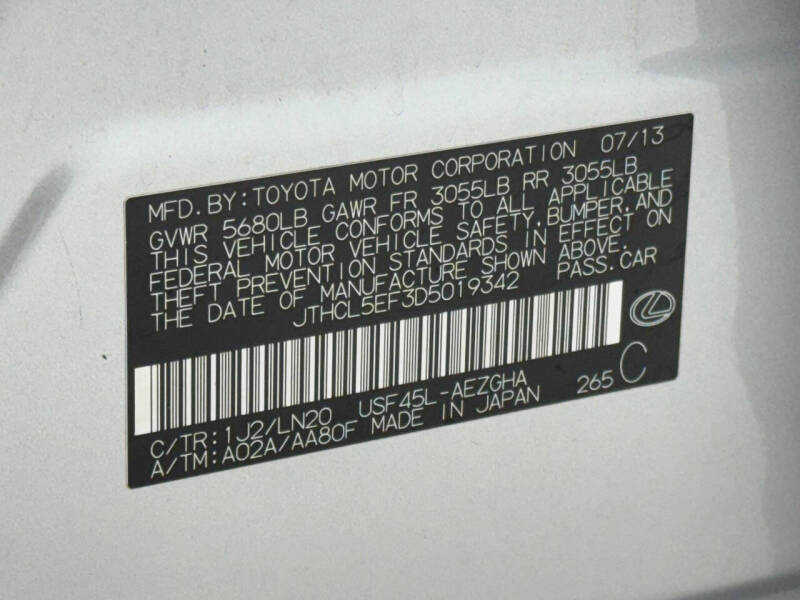 MFD. BY: TOYOTA MOTOR CORPORATION 07/13
GVWR 5680LB GAWR FR 3055LB RR 3055LB
THIS VEHICLE CONFORMS TO ALL APPLICABLE
FEDERAL MOTOR VEHICLE SAFETY, BUMPER, AND
THEFT PREVENTION STANDARDS IN EFFECT ON
THE DATE OF MANUFACTURE SHOWN ABOVE.
JTHCL5EF3D5019342 PASS. CAR
C/TR: 1J2/LN20 USF45L-AEZGHA 265 C
A/TM: A02A/AA80F MADE IN JAPAN